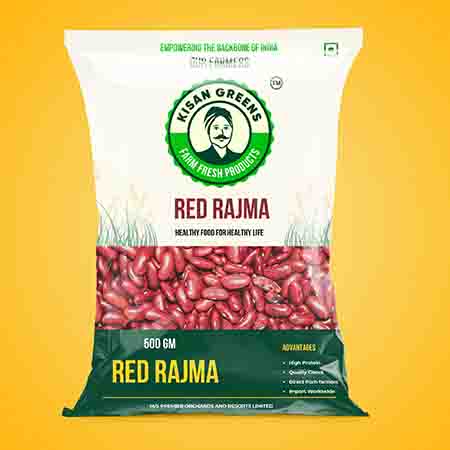 EMPOWERING THE BACKBONE OF INDIA
OUR FARMERS
TM
KISAN GREENS
FARM FRESH PRODUCTS
RED RAJMA
HEALTHY FOOD FOR HEALTHY LIFE
500 GM
RED RAJMA
ADVANTAGES
• High Protein
• Quality Check
• Direct From farmers
• Import Worldwide
M/S PREMIER ORCHARDS AND RESORTS LIMITED